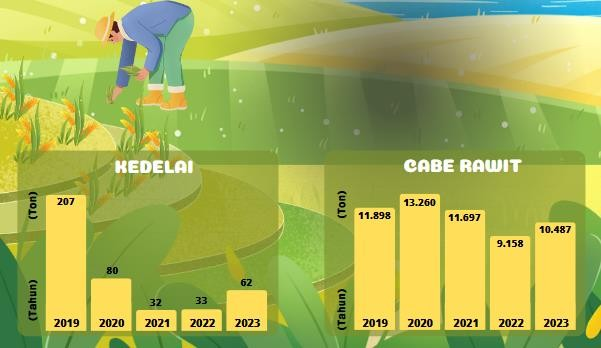 KEDELAI
(Ton)
207
80
32
33
62
(Tahun)
2019 2020 2021 2022 2023
CABE RAWIT
(Ton)
11.898
13.260
11.697
9.158
10.487
(Tahun)
2019 2020 2021 2022 2023